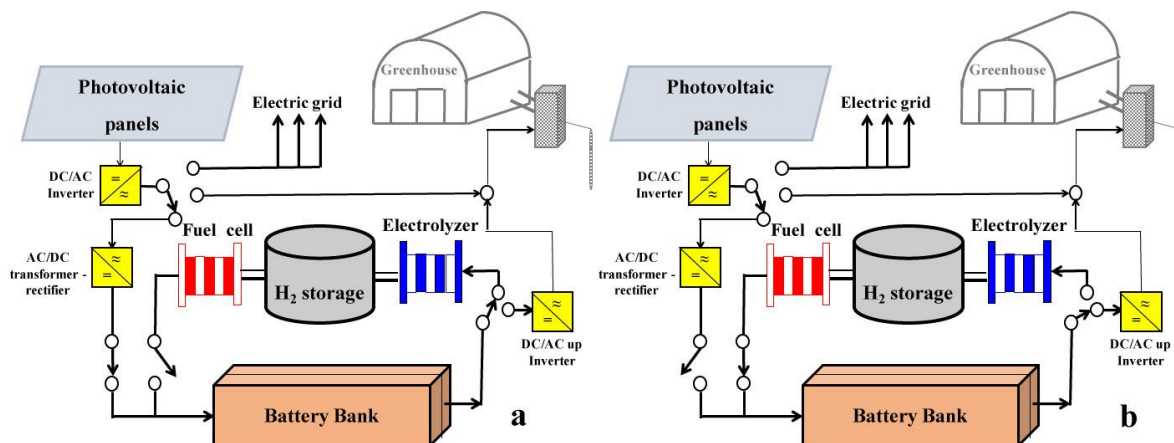 Photovoltaic
panels
Electric grid
Greenhouse
DC/AC
Inverter
= ≈
AC/DC
transformer -
rectifier
≈ =
Fuel cell
H2 storage
Electrolyzer
≈ =
DC/AC up
Inverter
Battery Bank
a
Photovoltaic
panels
Electric grid
Greenhouse
DC/AC
Inverter
= ≈
AC/DC
transformer -
rectifier
≈ =
Fuel cell
H2 storage
Electrolyzer
≈ =
DC/AC up
Inverter
Battery Bank
b